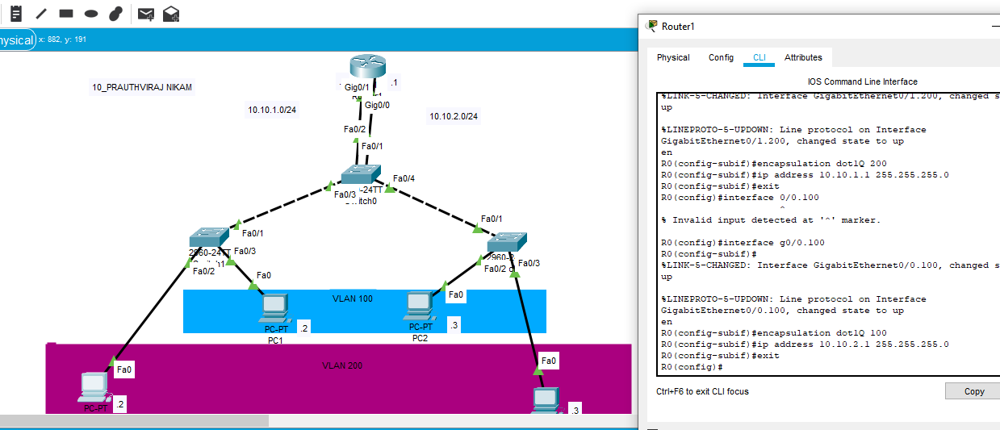 hysical
x: 882, y: 191
10_PRAUTHVIRAJ NIKAM
10.10.1.0/24
10.10.2.0/24
Gig0/1
.1
Gig0/0
Fa0/2
Fa0/1
Fa0/4
Fa0/3
-24TT
Fa0/1
Fa0/3
Fa0/2
Fa0
Fa0/1
Fa0/2
Fa0/3
Fa0
VLAN 100
PC-PT
PC1
.2
PC-PT
PC2
.3
VLAN 200
Fa0
PC-PT
.2
Fa0
.3
Router1
Physical
Config
CLI
Attributes
IOS Command Line Interface
%LINK-5-CHANGED: Interface GigabitEthernet0/1.200, changed s
up
%LINEPROTO-5-UPDOWN: Line protocol on Interface
GigabitEthernet0/1.200, changed state to up
en
R0(config-subif)#encapsulation dot1Q 200
R0(config-subif)#ip address 10.10.1.1 255.255.255.0
R0(config-subif)#exit
R0(config)#interface 0/0.100
^
% Invalid input detected at '^' marker.
R0(config)#interface g0/0.100
R0(config)#
%LINK-5-CHANGED: Interface GigabitEthernet0/0.100, changed s
up
%LINEPROTO-5-UPDOWN: Line protocol on Interface
GigabitEthernet0/0.100, changed state to up
en
R0(config-subif)#encapsulation dot1Q 100
R0(config-subif)#ip address 10.10.2.1 255.255.255.0
R0(config-subif)#exit
R0(config)#
Ctrl+F6 to exit CLI focus
Copy